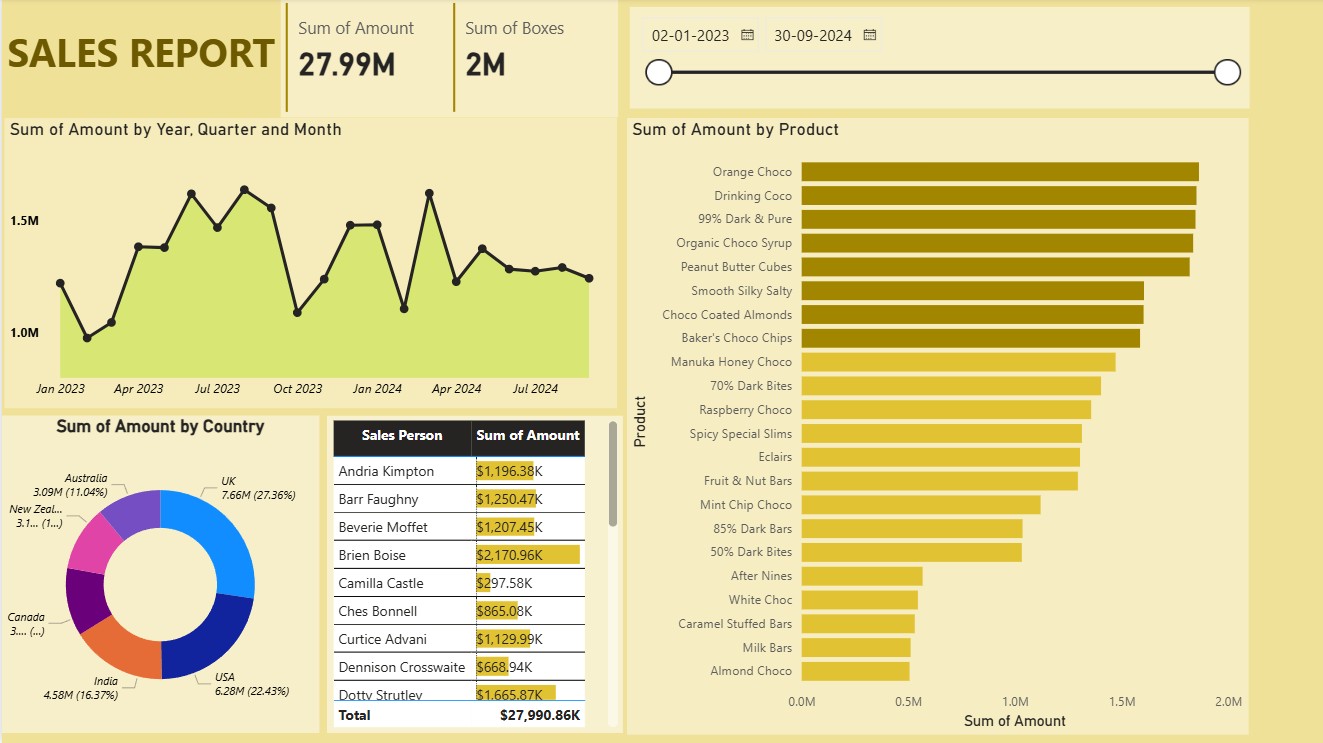 SALES REPORT
Sum of Amount
27.99M
Sum of Boxes
2M
02-01-2023
30-09-2024
Sum of Amount by Year, Quarter and Month
1.5M
1.0M
Jan 2023 Apr 2023 Jul 2023 Oct 2023 Jan 2024 Apr 2024 Jul 2024
Sum of Amount by Country
UK
7.66M (27.36%)
USA
6.28M (22.43%)
India
4.58M (16.37%)
Canada
3.... (...)
New Zeal...
3.1... (1...)
Australia
3.09M (11.04%)
Sales Person Sum of Amount
Andria Kimpton $1,196.38K
Barr Faughny $1,250.47K
Beverie Moffet $1,207.45K
Brien Boise $2,170.96K
Camilla Castle $297.58K
Ches Bonnell $865.08K
Curtice Advani $1,129.99K
Dennison Crosswaite $668.94K
Dotty Strutley $1,665.87K
Total $27,990.86K
Sum of Amount by Product
Product
Orange Choco
Drinking Coco
99% Dark & Pure
Organic Choco Syrup
Peanut Butter Cubes
Smooth Silky Salty
Choco Coated Almonds
Baker's Choco Chips
Manuka Honey Choco
70% Dark Bites
Raspberry Choco
Spicy Special Slims
Eclairs
Fruit & Nut Bars
Mint Chip Choco
85% Dark Bars
50% Dark Bites
After Nines
White Choc
Caramel Stuffed Bars
Milk Bars
Almond Choco
0.0M 0.5M 1.0M 1.5M 2.0M
Sum of Amount